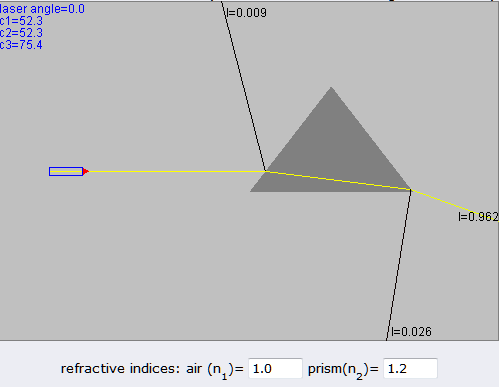 laser angle=0.0
c1=52.3
c2=52.3
c3=75.4
I=0.009
I=0.962
I=0.026
refractive indices: air (n1)= 1.0 prism(n2)= 1.2